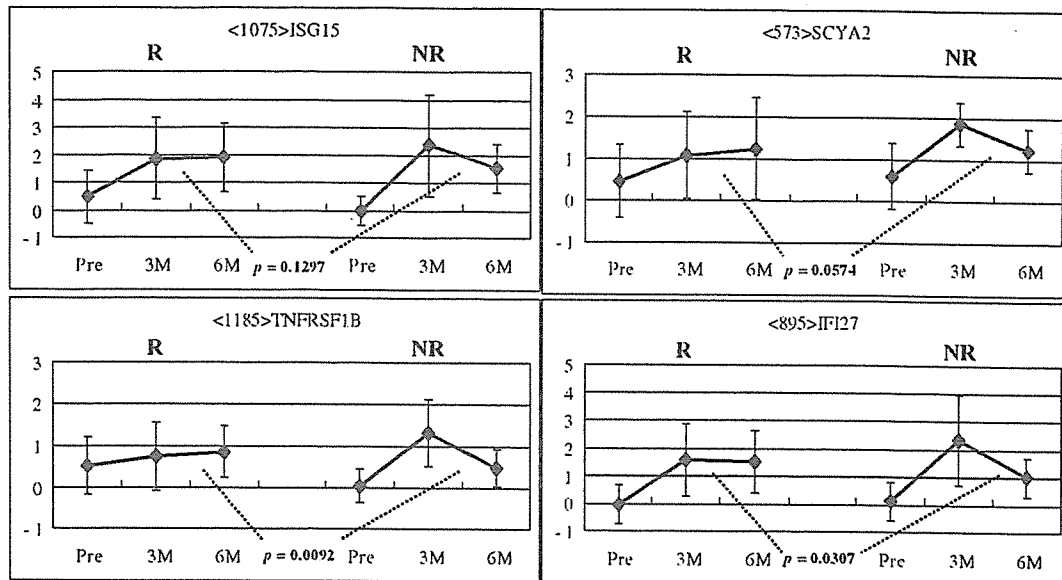 <1075>ISG15
R NR
5
4
3
2
1
0
-1
Pre 3M 6M p = 0.1297 Pre 3M 6M
<573>SCYA2
R NR
3
2
1
0
-1
Pre 3M 6M p = 0.0574 Pre 3M 6M
<1185>TNFRSF1B
R NR
3
2
1
0
-1
Pre 3M 6M p = 0.0092 Pre 3M 6M
<895>IFI27
R NR
5
4
3
2
1
0
-1
Pre 3M 6M p = 0.0307 Pre 3M 6M